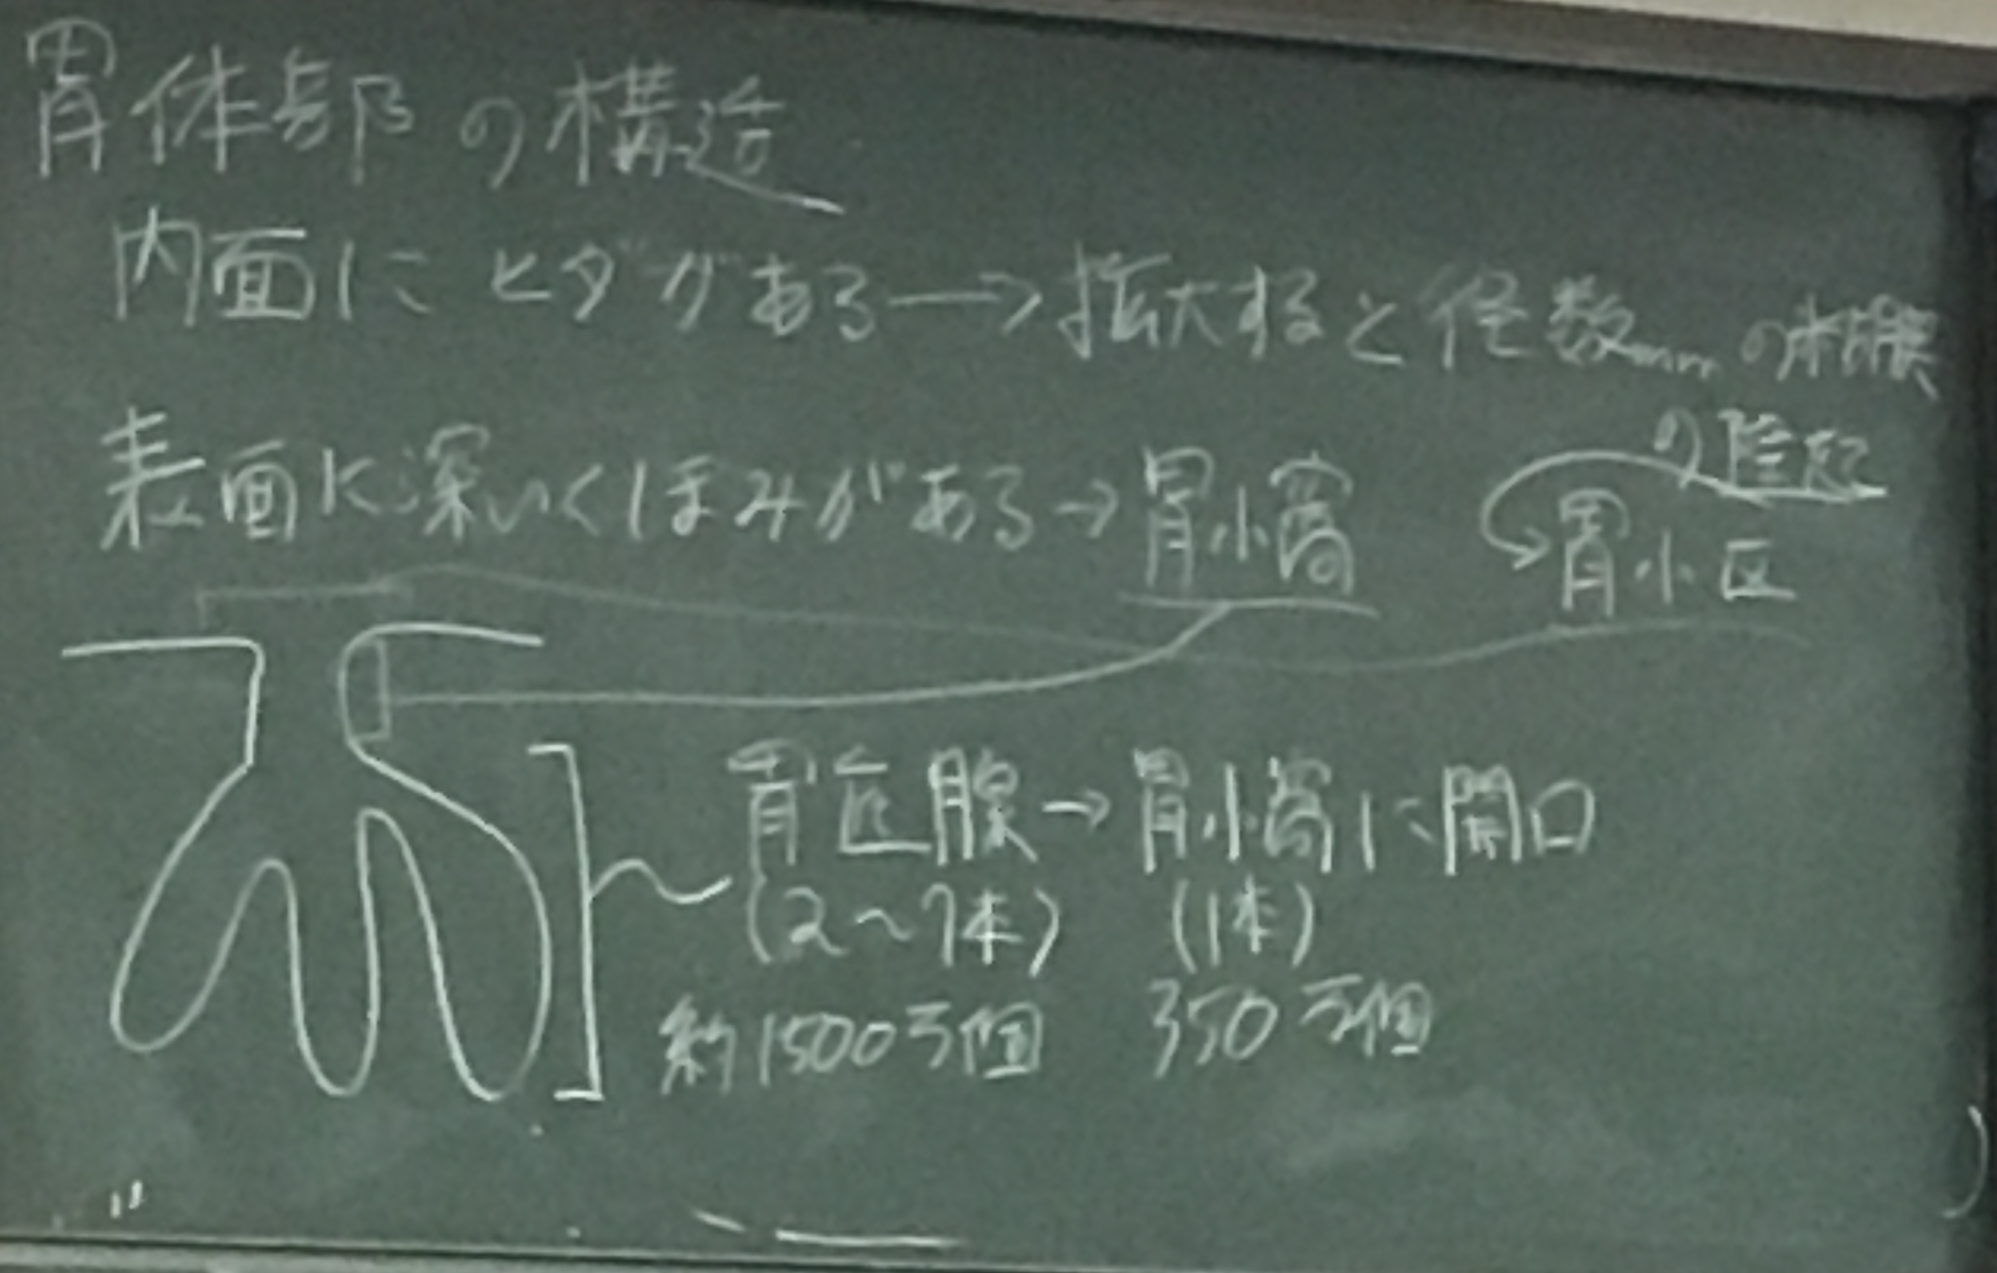 胃体部の構造
内面にヒダがある→拡大すると径数mmの粘膜
の隆起
表面に深いくぼみがある→胃小窩
胃小区
胃底腺→胃小窩に開口
(2〜7本) (1本)
約1500万個 350万個